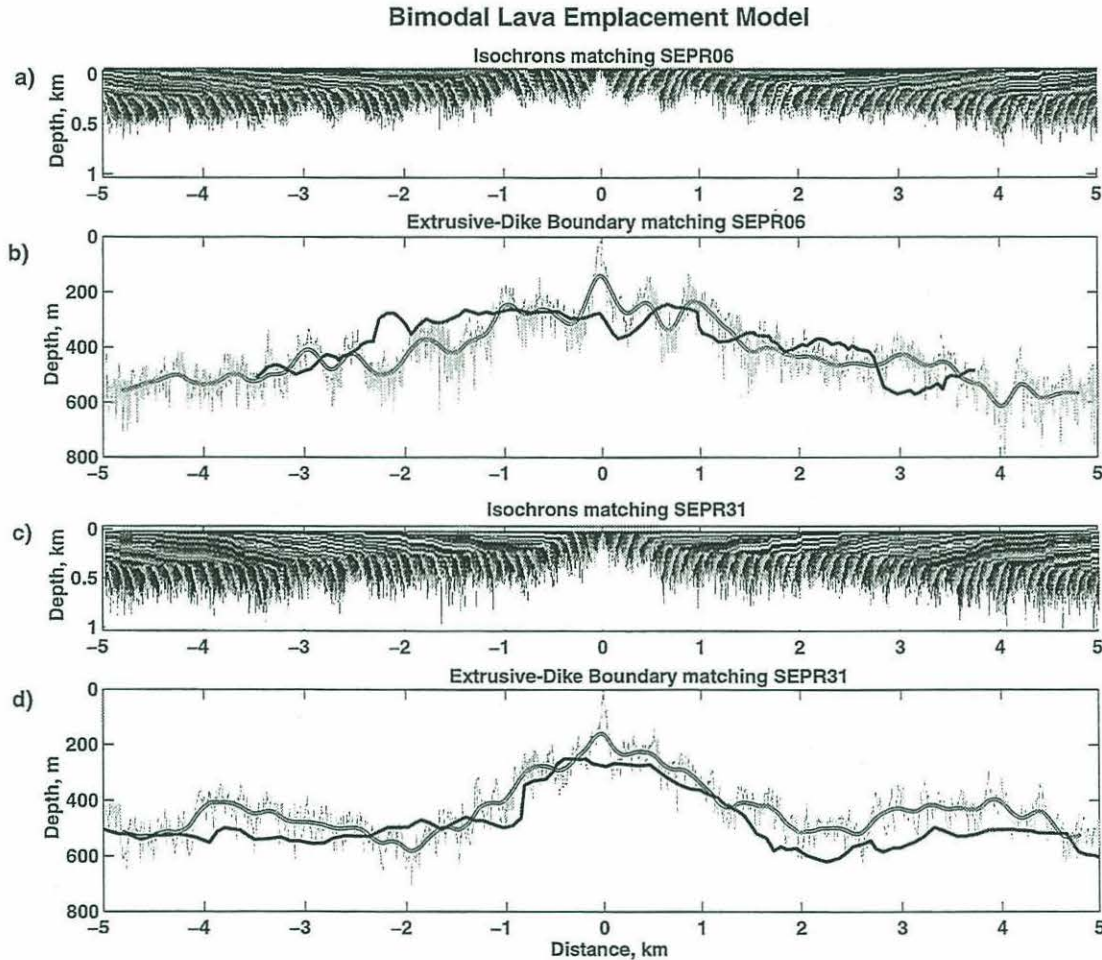 Bimodal Lava Emplacement Model
a)
Isochrons matching SEPR06
Depth, km
0
0.5
1
−5 −4 −3 −2 −1 0 1 2 3 4 5
b)
Extrusive-Dike Boundary matching SEPR06
Depth, m
0
200
400
600
800
−5 −4 −3 −2 −1 0 1 2 3 4 5
c)
Isochrons matching SEPR31
Depth, km
0
0.5
1
−5 −4 −3 −2 −1 0 1 2 3 4 5
d)
Extrusive-Dike Boundary matching SEPR31
Depth, m
0
200
400
600
800
−5 −4 −3 −2 −1 0 1 2 3 4 5
Distance, km